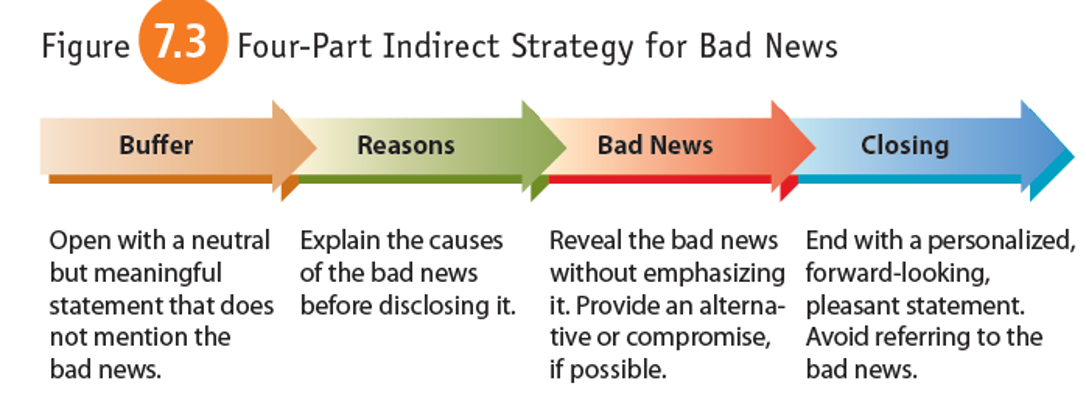 Figure 7.3 Four-Part Indirect Strategy for Bad News
Buffer
Reasons
Bad News
Closing
Open with a neutral
but meaningful
statement that does
not mention the
bad news.
Explain the causes
of the bad news
before disclosing it.
Reveal the bad news
without emphasizing
it. Provide an alterna-
tive or compromise,
if possible.
End with a personalized,
forward-looking,
pleasant statement.
Avoid referring to the
bad news.